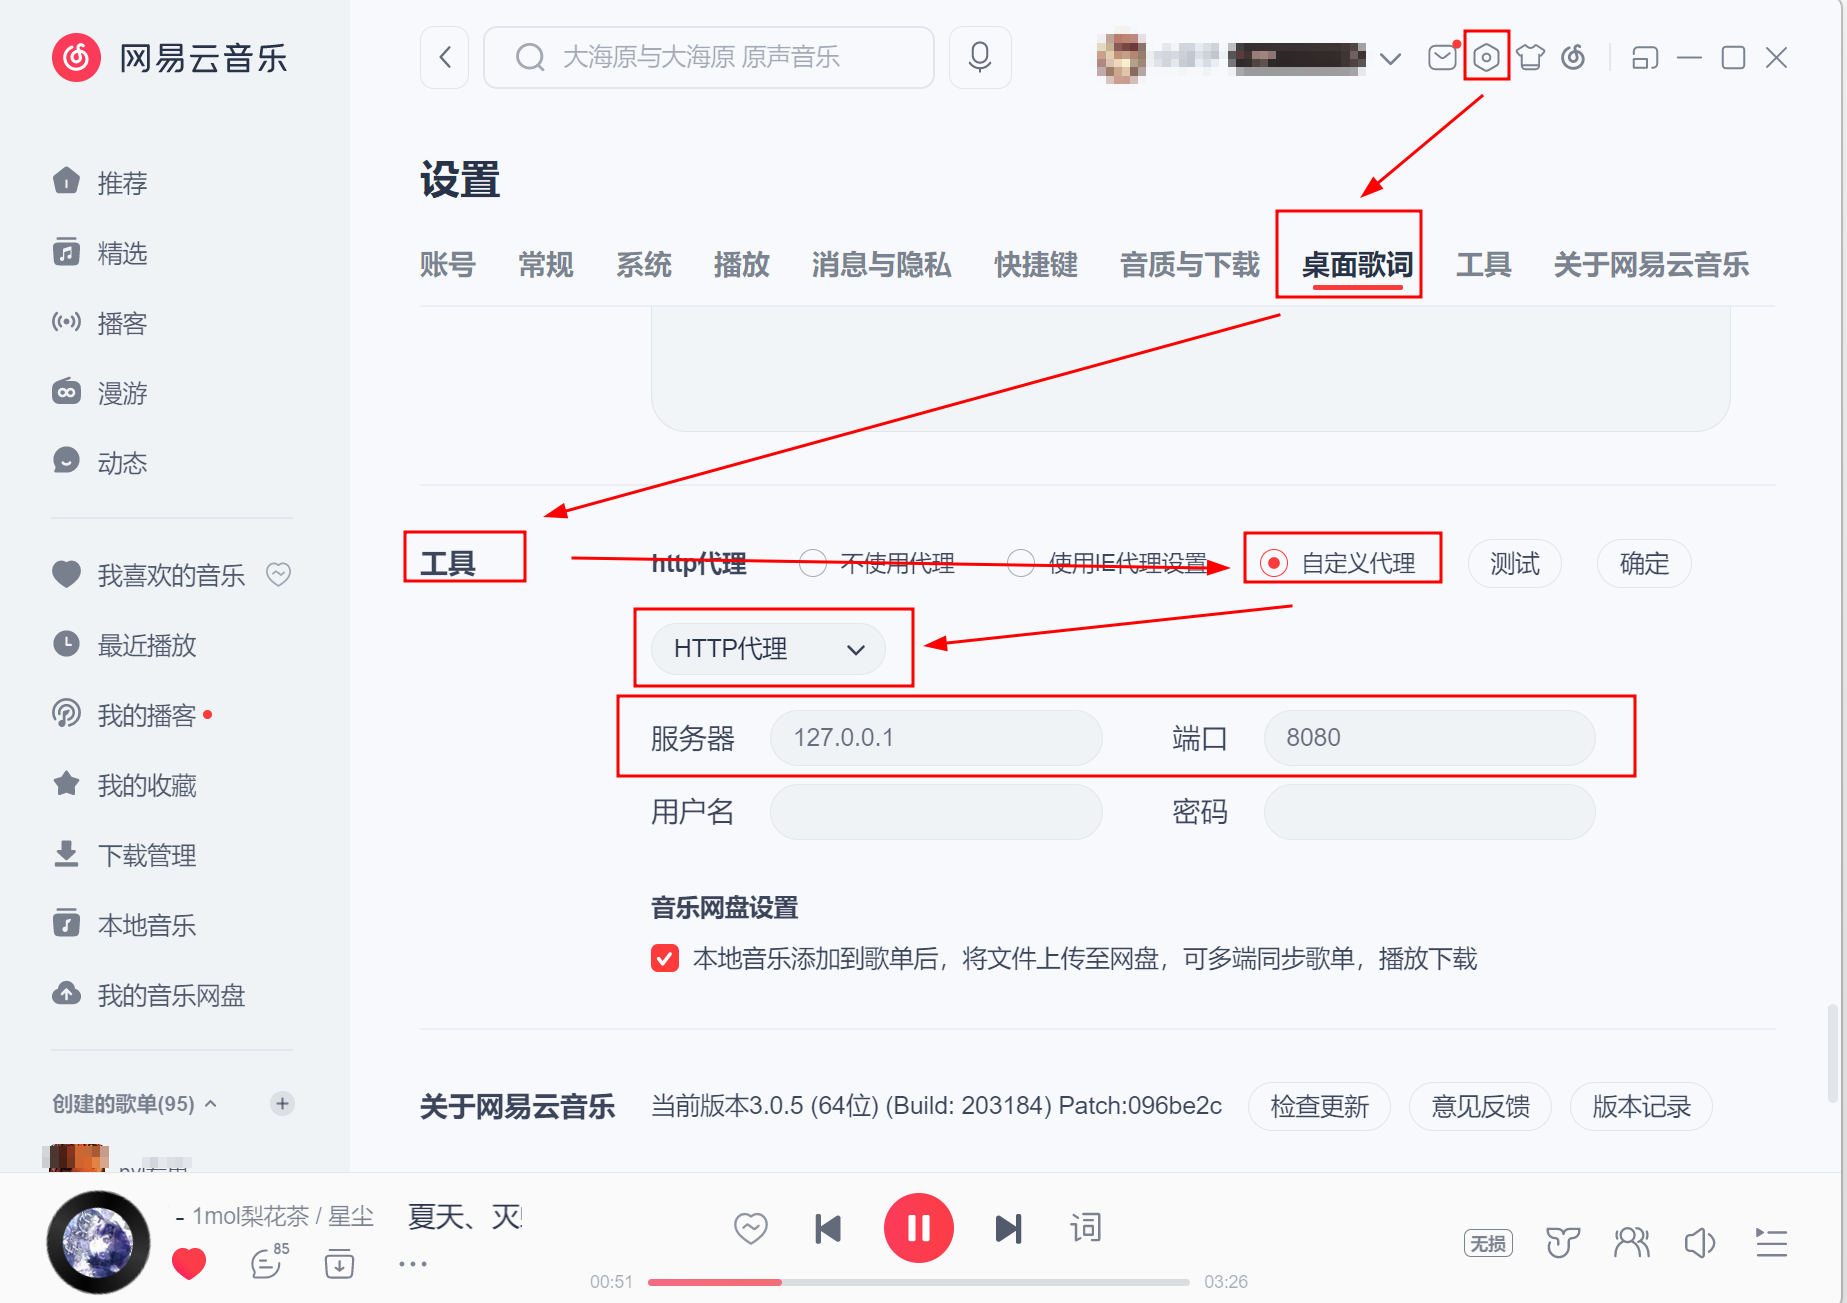 网易云音乐
大海原与大海原 原声音乐
推荐
精选
播客
漫游
动态
我喜欢的音乐
最近播放
我的播客
我的收藏
下载管理
本地音乐
我的音乐网盘
创建的歌单(95)
设置
账号 常规 系统 播放 消息与隐私 快捷键 音质与下载 桌面歌词 工具 关于网易云音乐
工具
http代理 不使用代理 使用IE代理设置 自定义代理 测试 确定
HTTP代理
服务器 127.0.0.1 端口 8080
用户名 密码
音乐网盘设置
本地音乐添加到歌单后，将文件上传至网盘，可多端同步歌单，播放下载
关于网易云音乐 当前版本3.0.5 (64位) (Build: 203184) Patch:096be2c 检查更新 意见反馈 版本记录
- 1mol梨花茶 / 星尘 夏天、灭
85
词
00:51 03:26
无损